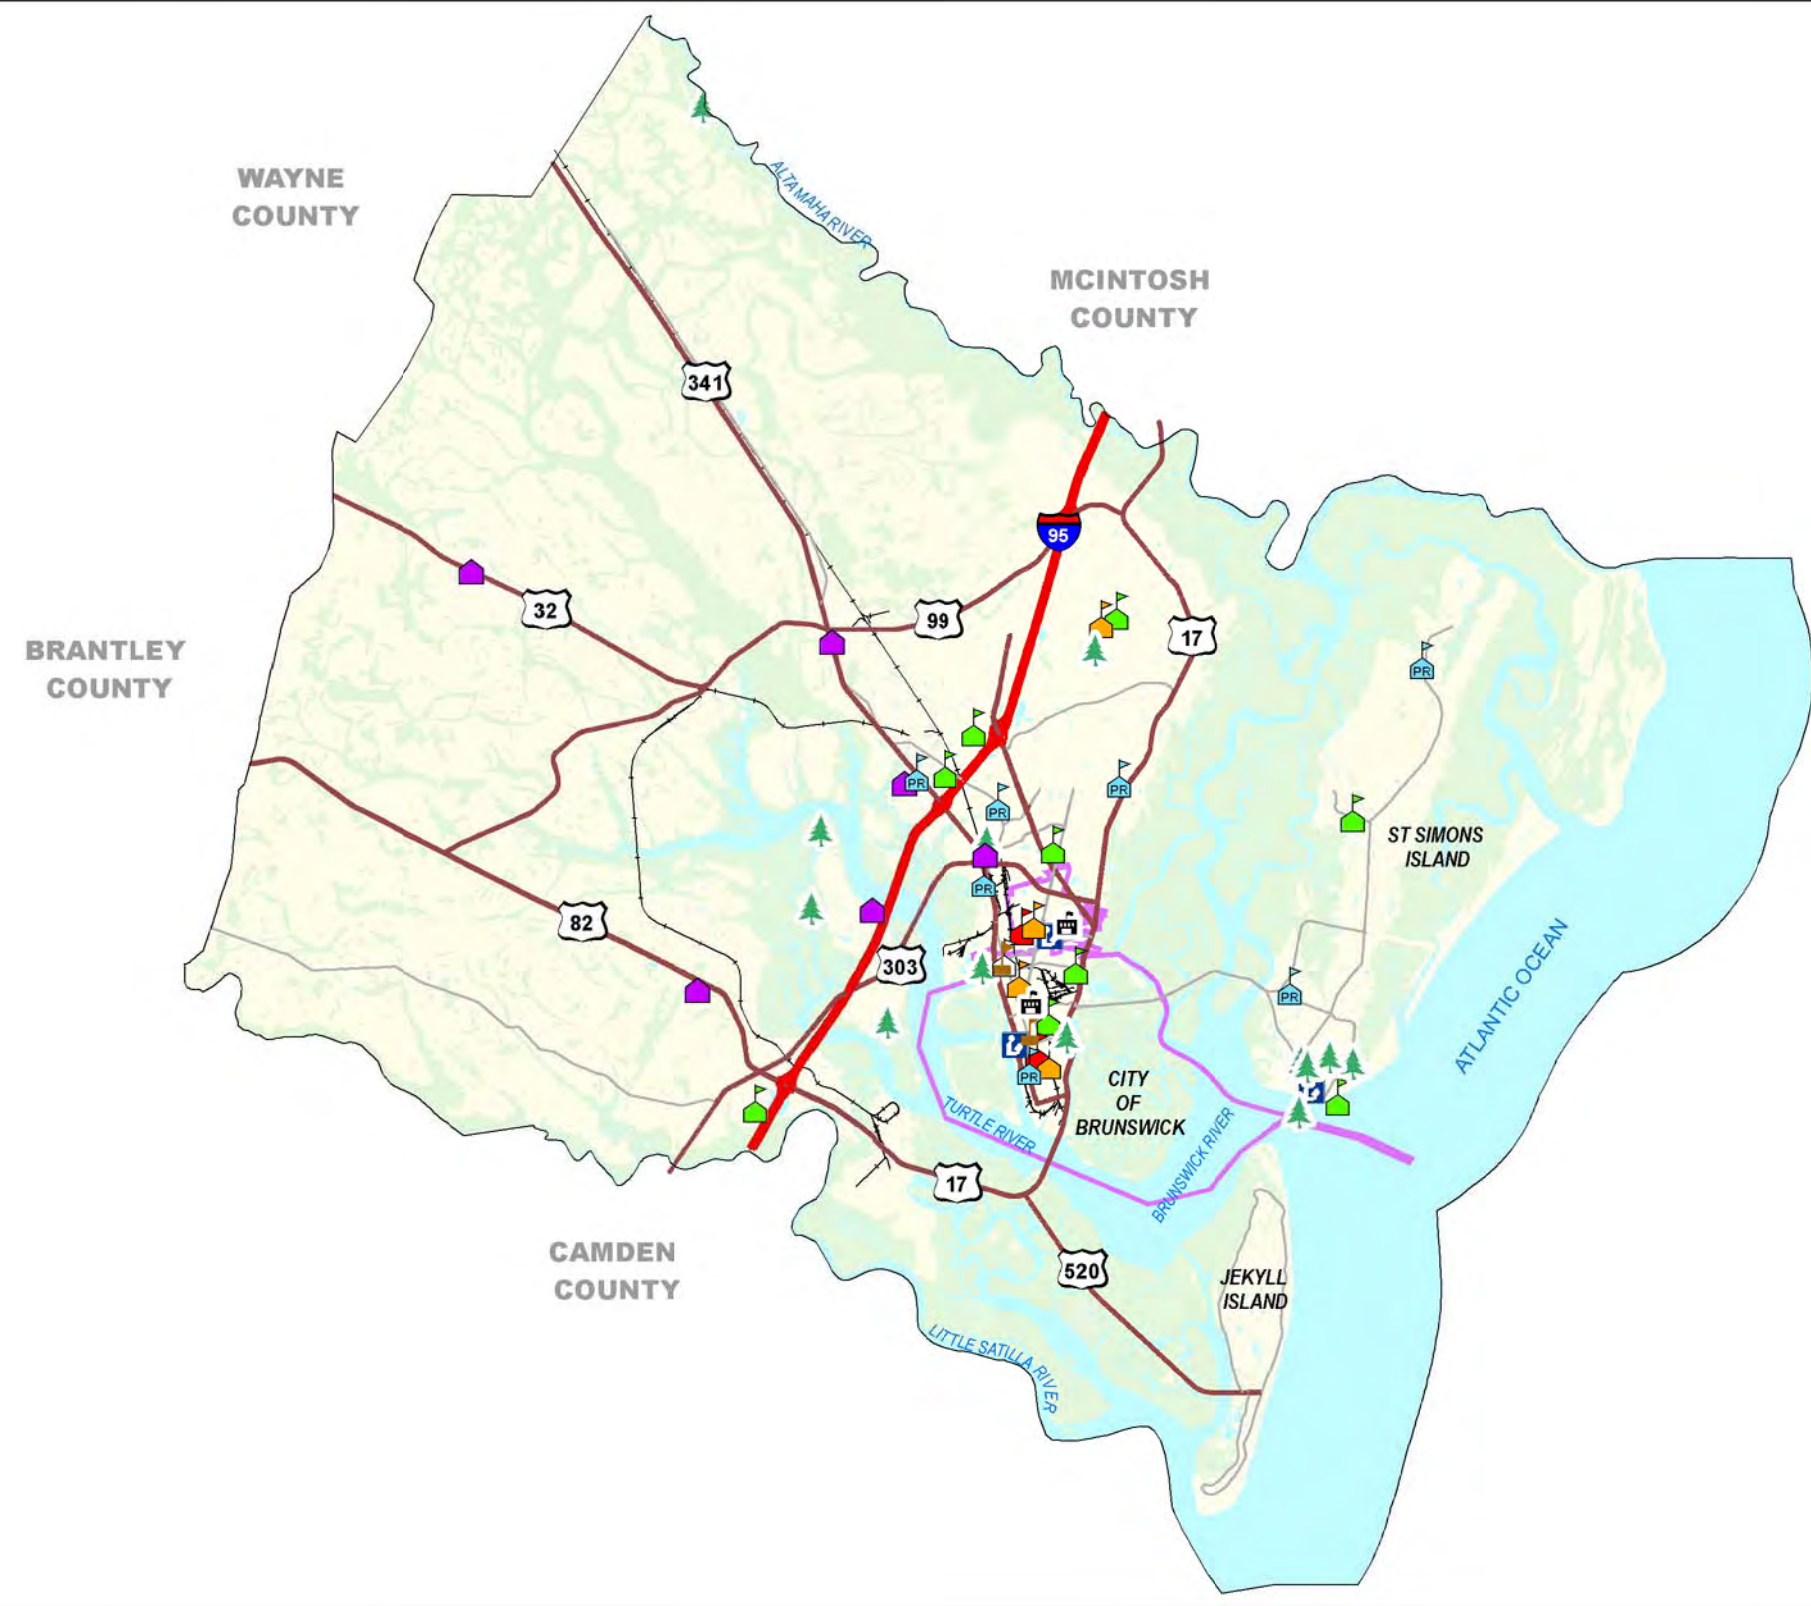 WAYNE
COUNTY
ALTAMAHA RIVER
MCINTOSH
COUNTY
341
95
32
99
17
BRANTLEY
COUNTY
PR
PR
PR
PR
ST SIMONS
ISLAND
PR
82
303
PR
ATLANTIC OCEAN
PR
CITY
OF
BRUNSWICK
TURTLE RIVER
BRUNSWICK RIVER
17
CAMDEN
COUNTY
520
JEKYLL
ISLAND
LITTLE SATILLA RIVER